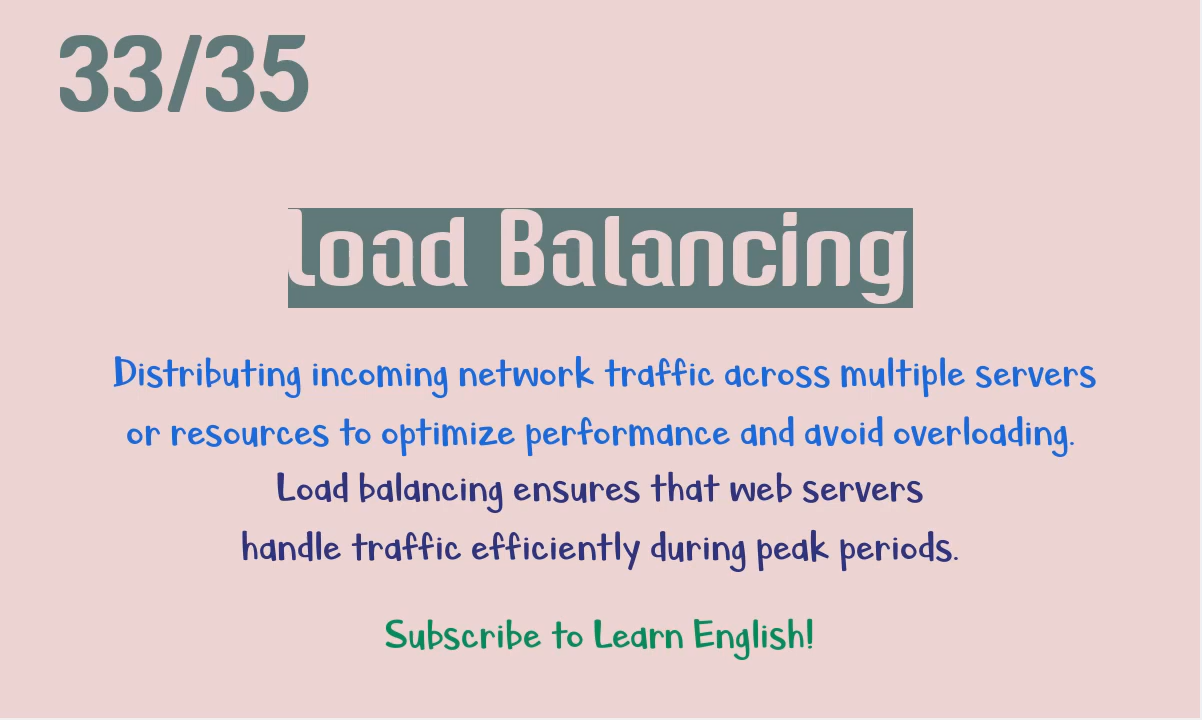 33/35
Load Balancing
Distributing incoming network traffic across multiple servers
or resources to optimize performance and avoid overloading.
Load balancing ensures that web servers
handle traffic efficiently during peak periods.
Subscribe to Learn English!